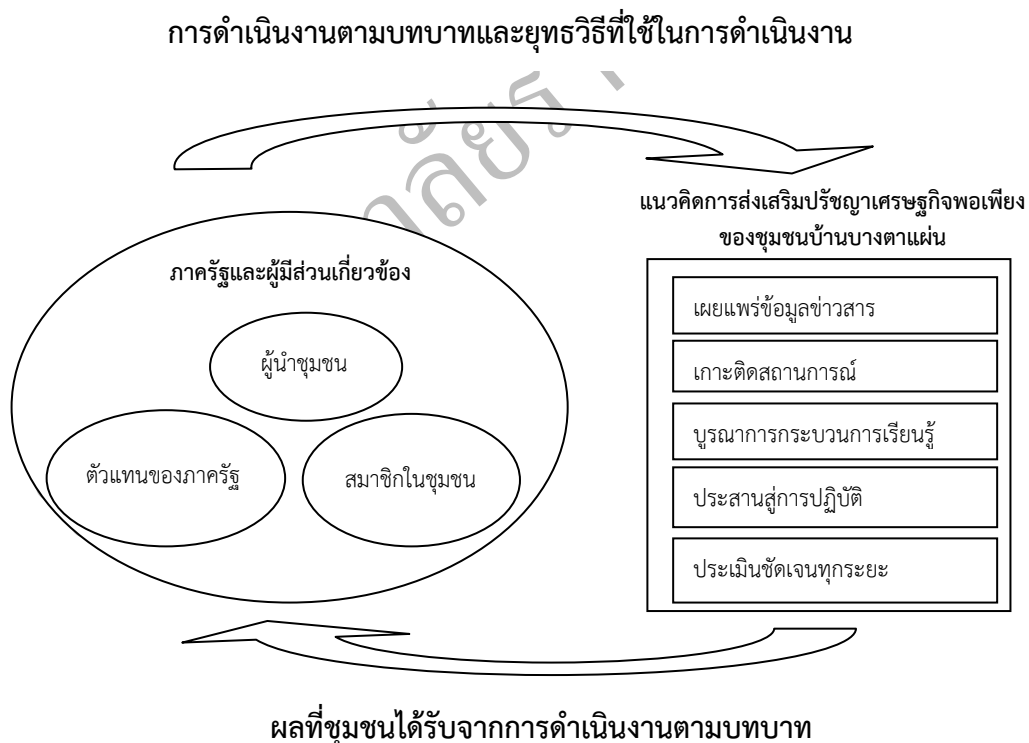 การดำเนินงานตามบทบาทและยุทธวิธีที่ใช้ในการดำเนินงาน
แนวคิดการส่งเสริมปรัชญาเศรษฐกิจพอเพียง
ของชุมชนบ้านบางตาแผ่น
ภาครัฐและผู้มีส่วนเกี่ยวข้อง
ผู้นำชุมชน
ตัวแทนของภาครัฐ
สมาชิกในชุมชน
เผยแพร่ข้อมูลข่าวสาร
เกาะติดสถานการณ์
บูรณาการกระบวนการเรียนรู้
ประสานสู่การปฏิบัติ
ประเมินชัดเจนทุกระยะ
ผลที่ชุมชนได้รับจากการดำเนินงานตามบทบาท